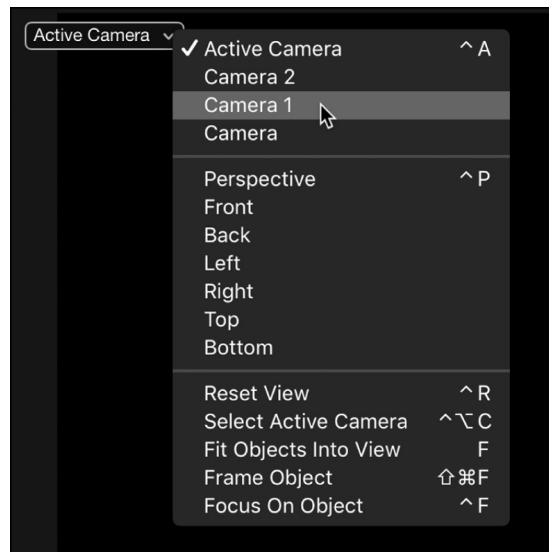 Active Camera
✓ Active Camera ^ A
Camera 2
Camera 1
Camera
Perspective ^ P
Front
Back
Left
Right
Top
Bottom
Reset View ^ R
Select Active Camera ^⌥ C
Fit Objects Into View F
Frame Object ⇧⌘F
Focus On Object ^ F